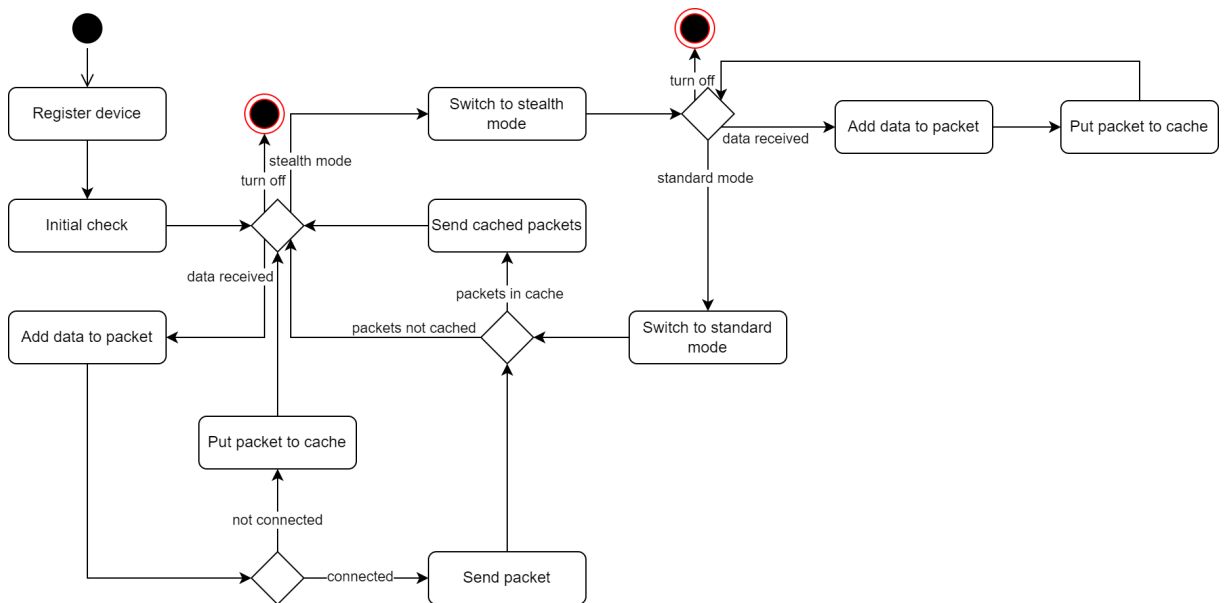 turn off
Register device
Switch to stealth
mode
Add data to packet
Put packet to cache
data received
stealth mode
turn off
standard mode
Initial check
Send cached packets
data received
packets in cache
Add data to packet
packets not cached
Switch to standard
mode
Put packet to cache
not connected
connected
Send packet